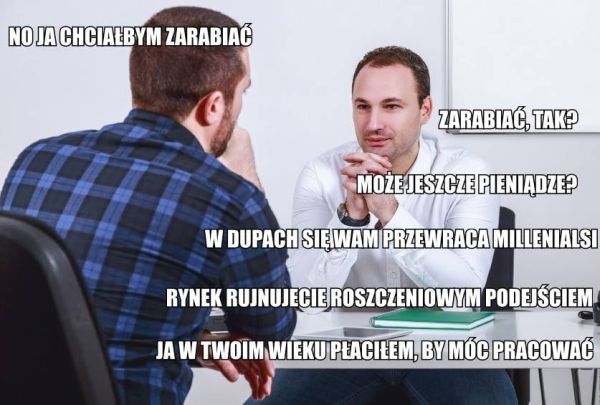 NO JA CHCIAŁBYM ZARABIAĆ
ZARABIAĆ, TAK?
MOŻE JESZCZE PIENIĄDZE?
W DUPACH SIĘ WAM PRZEWRACA MILLENIALSI
RYNEK RUJNUJECIE ROSZCZENIOWYM PODEJŚCIEM
JA W TWOIM WIEKU PŁACIŁEM, BY MÓC PRACOWAĆ